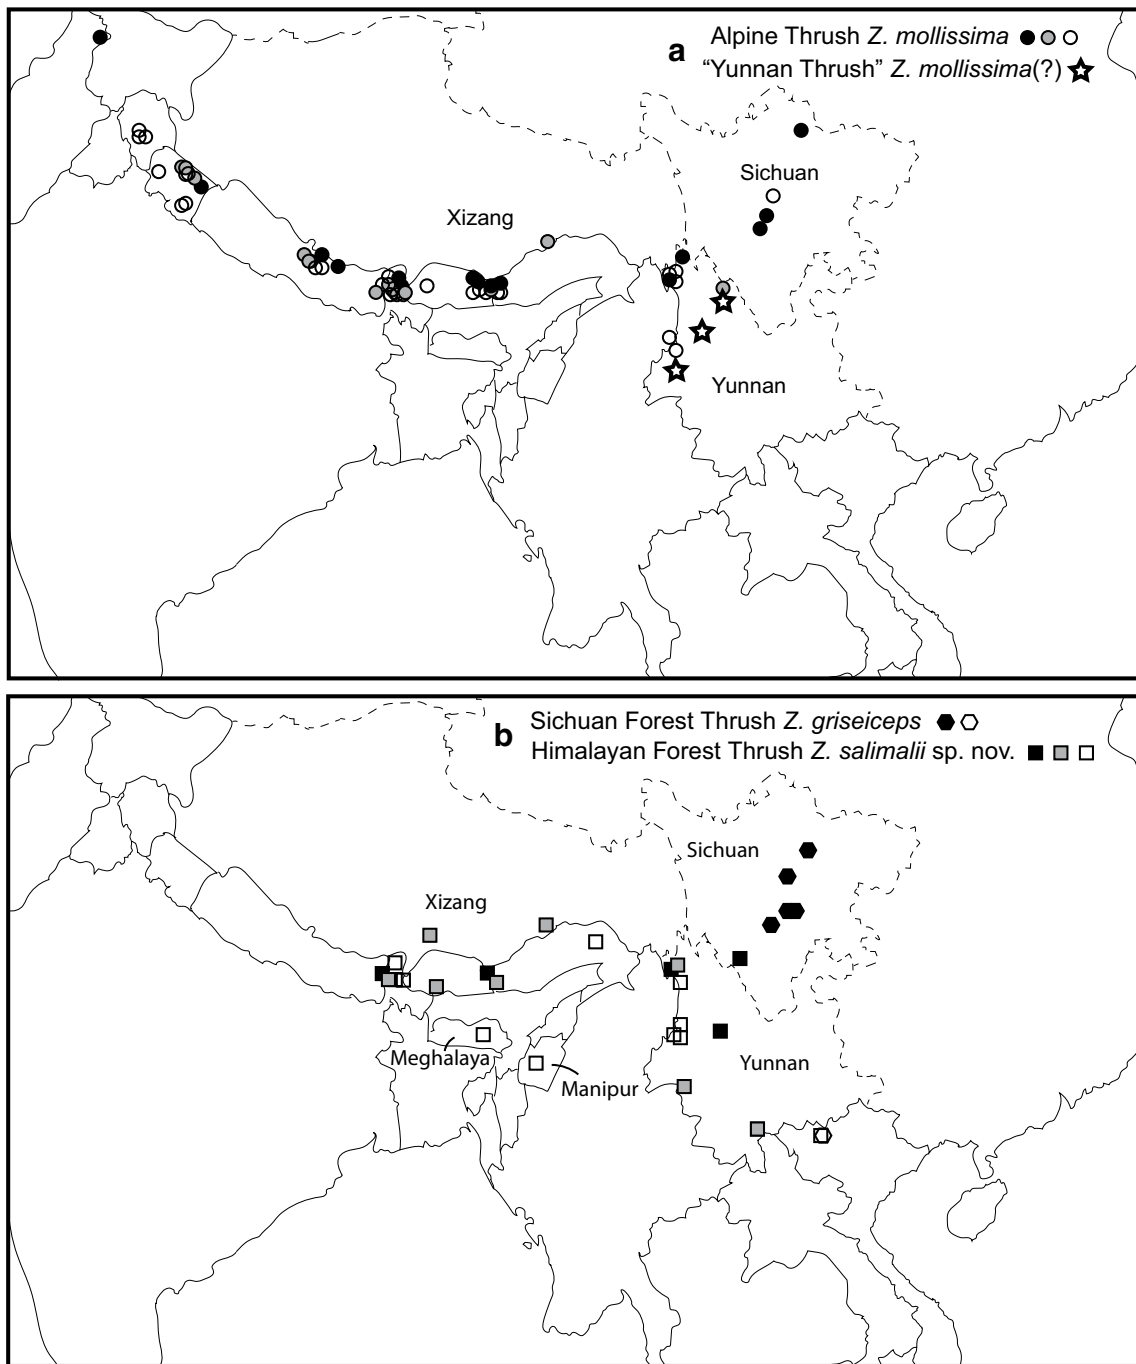 a
Alpine Thrush Z. mollissima
“Yunnan Thrush” Z. mollissima(?)
Sichuan
Xizang
Yunnan
b
Sichuan Forest Thrush Z. griseiceps
Himalayan Forest Thrush Z. salimalii sp. nov.
Sichuan
Xizang
Meghalaya
Yunnan
Manipur